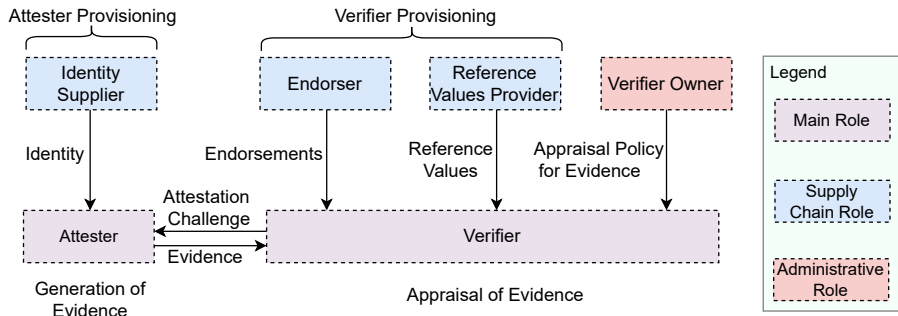 Attester Provisioning
Verifier Provisioning
Identity
Supplier
Endorser
Reference
Values Provider
Verifier Owner
Legend
Main Role
Supply
Chain Role
Administrative
Role
Identity
Endorsements
Reference
Values
Appraisal Policy
for Evidence
Attestation
Challenge
Attester
Evidence
Verifier
Generation of
Evidence
Appraisal of Evidence